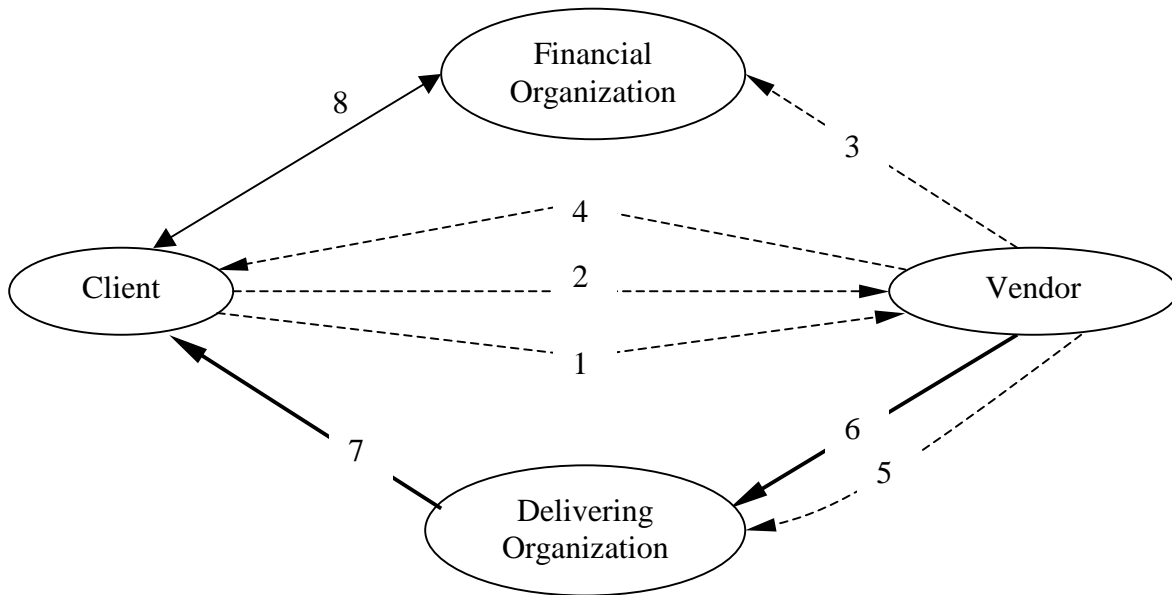 Financial
Organization
8
3
4
Client
2
Vendor
1
6
7
5
Delivering
Organization